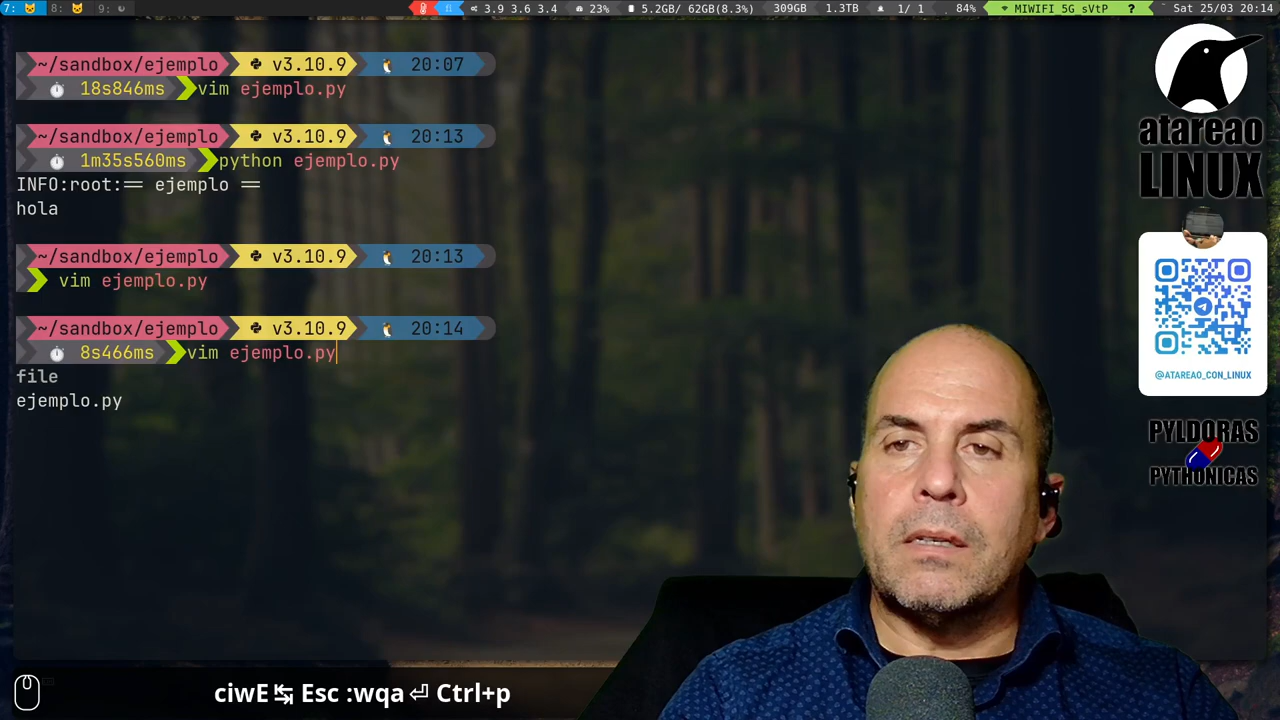 7: 8: 9: 3.9 3.6 3.4 23% 5.2GB/ 62GB(8.3%) 309GB 1.3TB 1/ 1 84% MIWIFI_5G_sVtP ? Sat 25/03 20:14
~/sandbox/ejemplo v3.10.9 20:07
18s846ms vim ejemplo.py
~/sandbox/ejemplo v3.10.9 20:13
1m35s560ms python ejemplo.py
INFO:root:== ejemplo ==
hola
~/sandbox/ejemplo v3.10.9 20:13
vim ejemplo.py
~/sandbox/ejemplo v3.10.9 20:14
8s466ms vim ejemplo.py
file
ejemplo.py
atareao
LINUX
@ATAREAO_CON_LINUX
PYLDORAS
PYTHONICAS
ciwE↹ Esc :wqa⏎ Ctrl+p